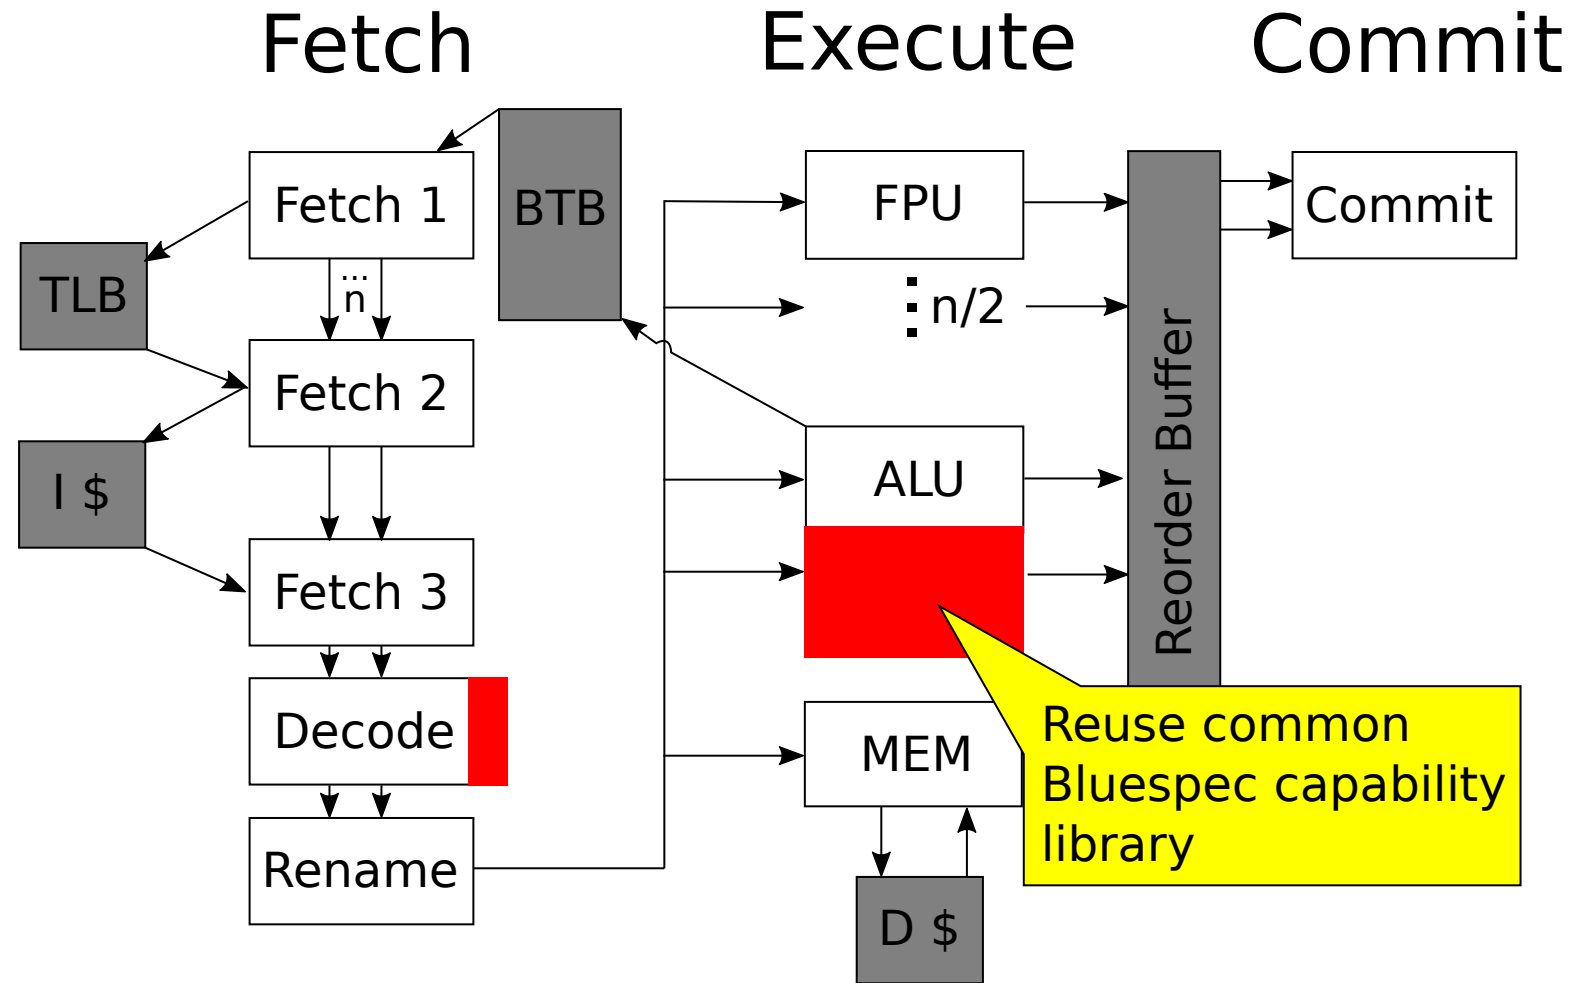 Fetch
Execute
Commit
Fetch 1
BTB
TLB
...
n
Fetch 2
I $
Fetch 3
Decode
Rename
FPU
n/2
ALU
MEM
D $
Reorder Buffer
Commit
Reuse common
Bluespec capability
library